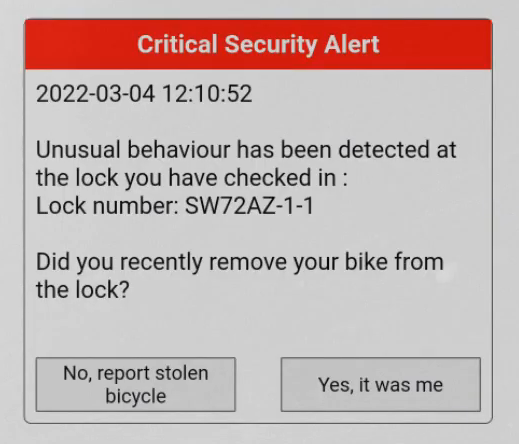 Critical Security Alert
2022-03-04 12:10:52
Unusual behaviour has been detected at
the lock you have checked in :
Lock number: SW72AZ-1-1
Did you recently remove your bike from
the lock?
No, report stolen
bicycle
Yes, it was me